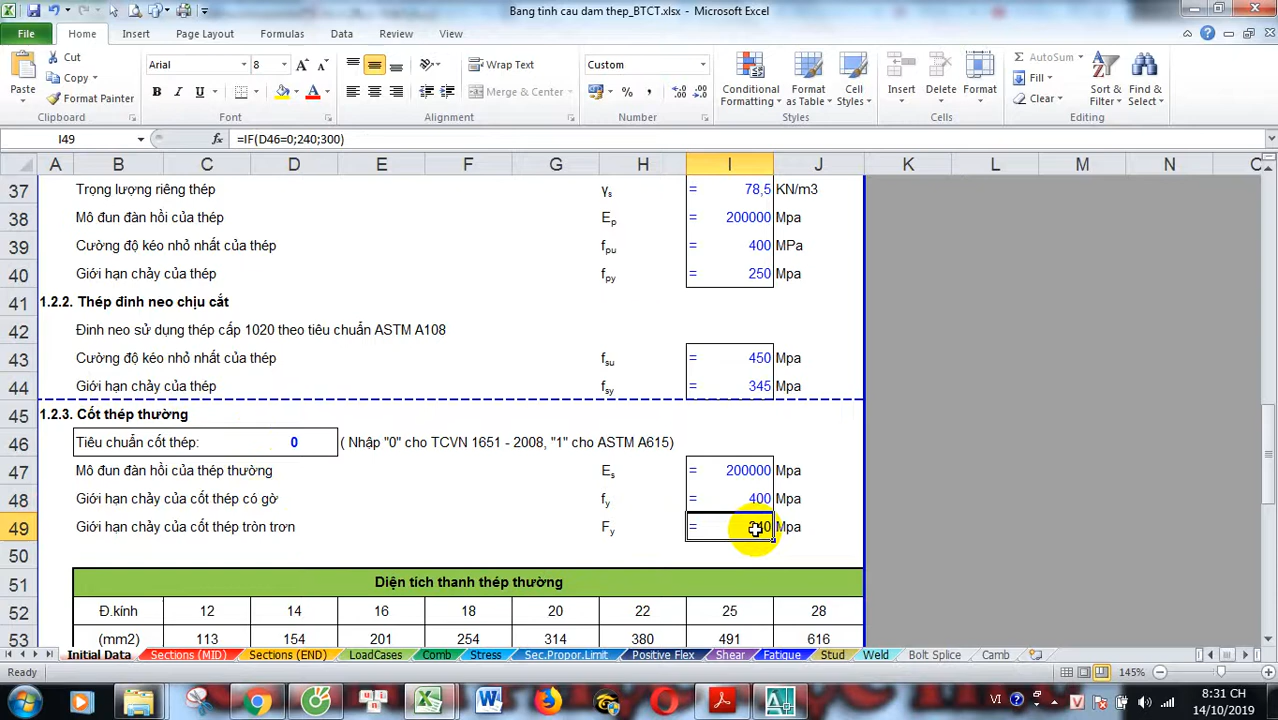 Bang tinh cau dam thep_BTCT.xlsx - Microsoft Excel
File Home Insert Page Layout Formulas Data Review View
Cut
Copy
Format Painter
Paste
Clipboard
Arial 8
B I U
Font
Wrap Text
Merge & Center
Alignment
Custom
% ,
Number
Conditional Formatting
Format as Table
Cell Styles
Styles
Insert Delete Format
Cells
AutoSum
Fill
Clear
Sort & Filter
Find & Select
Editing
I49 fx =IF(D46=0;240;300)
A B C D E F G H I J K L M N O
37 Trọng lượng riêng thép γs = 78,5 KN/m3
38 Mô đun đàn hồi của thép Ep = 200000 Mpa
39 Cường độ kéo nhỏ nhất của thép fpu = 400 MPa
40 Giới hạn chảy của thép fpy = 250 Mpa
41 1.2.2. Thép đinh neo chịu cắt
42 Đinh neo sử dụng thép cấp 1020 theo tiêu chuẩn ASTM A108
43 Cường độ kéo nhỏ nhất của thép fsu = 450 Mpa
44 Giới hạn chảy của thép fsy = 345 Mpa
45 1.2.3. Cốt thép thường
46 Tiêu chuẩn cốt thép: 0 ( Nhập "0" cho TCVN 1651 - 2008, "1" cho ASTM A615)
47 Mô đun đàn hồi của thép thường Es = 200000 Mpa
48 Giới hạn chảy của cốt thép có gờ fy = 400 Mpa
49 Giới hạn chảy của cốt thép tròn trơn Fy = 240 Mpa
50
51 Diện tích thanh thép thường
52 Đ.kính 12 14 16 18 20 22 25 28
53 (mm2) 113 154 201 254 314 380 491 616
Initial Data Sections (MID) Sections (END) LoadCases Comb Stress Sec.Propor.Limit Positive Flex Shear Fatigue Stud Weld Bolt Splice Camb
Ready 145%
VI 8:31 CH
14/10/2019